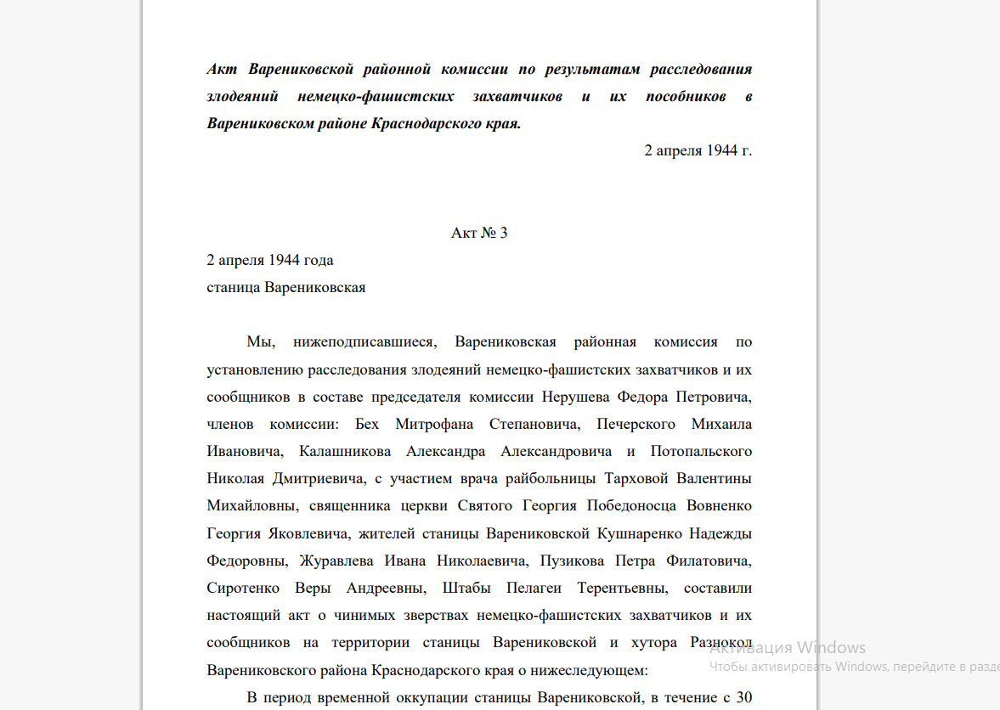 Акт Варениковской районной комиссии по результатам расследования
злодеяний немецко-фашистских захватчиков и их пособников в
Варениковском районе Краснодарского края.
2 апреля 1944 г.
Акт № 3
2 апреля 1944 года
станица Варениковская
Мы, нижеподписавшиеся, Варениковская районная комиссия по
установлению расследования злодеяний немецко-фашистских захватчиков и их
сообщников в составе председателя комиссии Нерушева Федора Петровича,
членов комиссии: Бех Митрофана Степановича, Печерского Михаила
Ивановича, Калашникова Александра Александровича и Потопальского
Николая Дмитриевича, с участием врача райбольницы Тарховой Валентины
Михайловны, священника церкви Святого Георгия Победоносца Вовненко
Георгия Яковлевича, жителей станицы Варениковской Кушнаренко Надежды
Федоровны, Журавлева Ивана Николаевича, Пузикова Петра Филатовича,
Сиротенко Веры Андреевны, Штабы Пелагеи Терентьевны, составили
настоящий акт о чинимых зверствах немецко-фашистских захватчиков и их
сообщников на территории станицы Варениковской и хутора Разнокол
Варениковского района Краснодарского края о нижеследующем:
В период временной оккупации станицы Варениковской, в течение с 30
Активация Windows
Чтобы активировать Windows, перейдите в разде